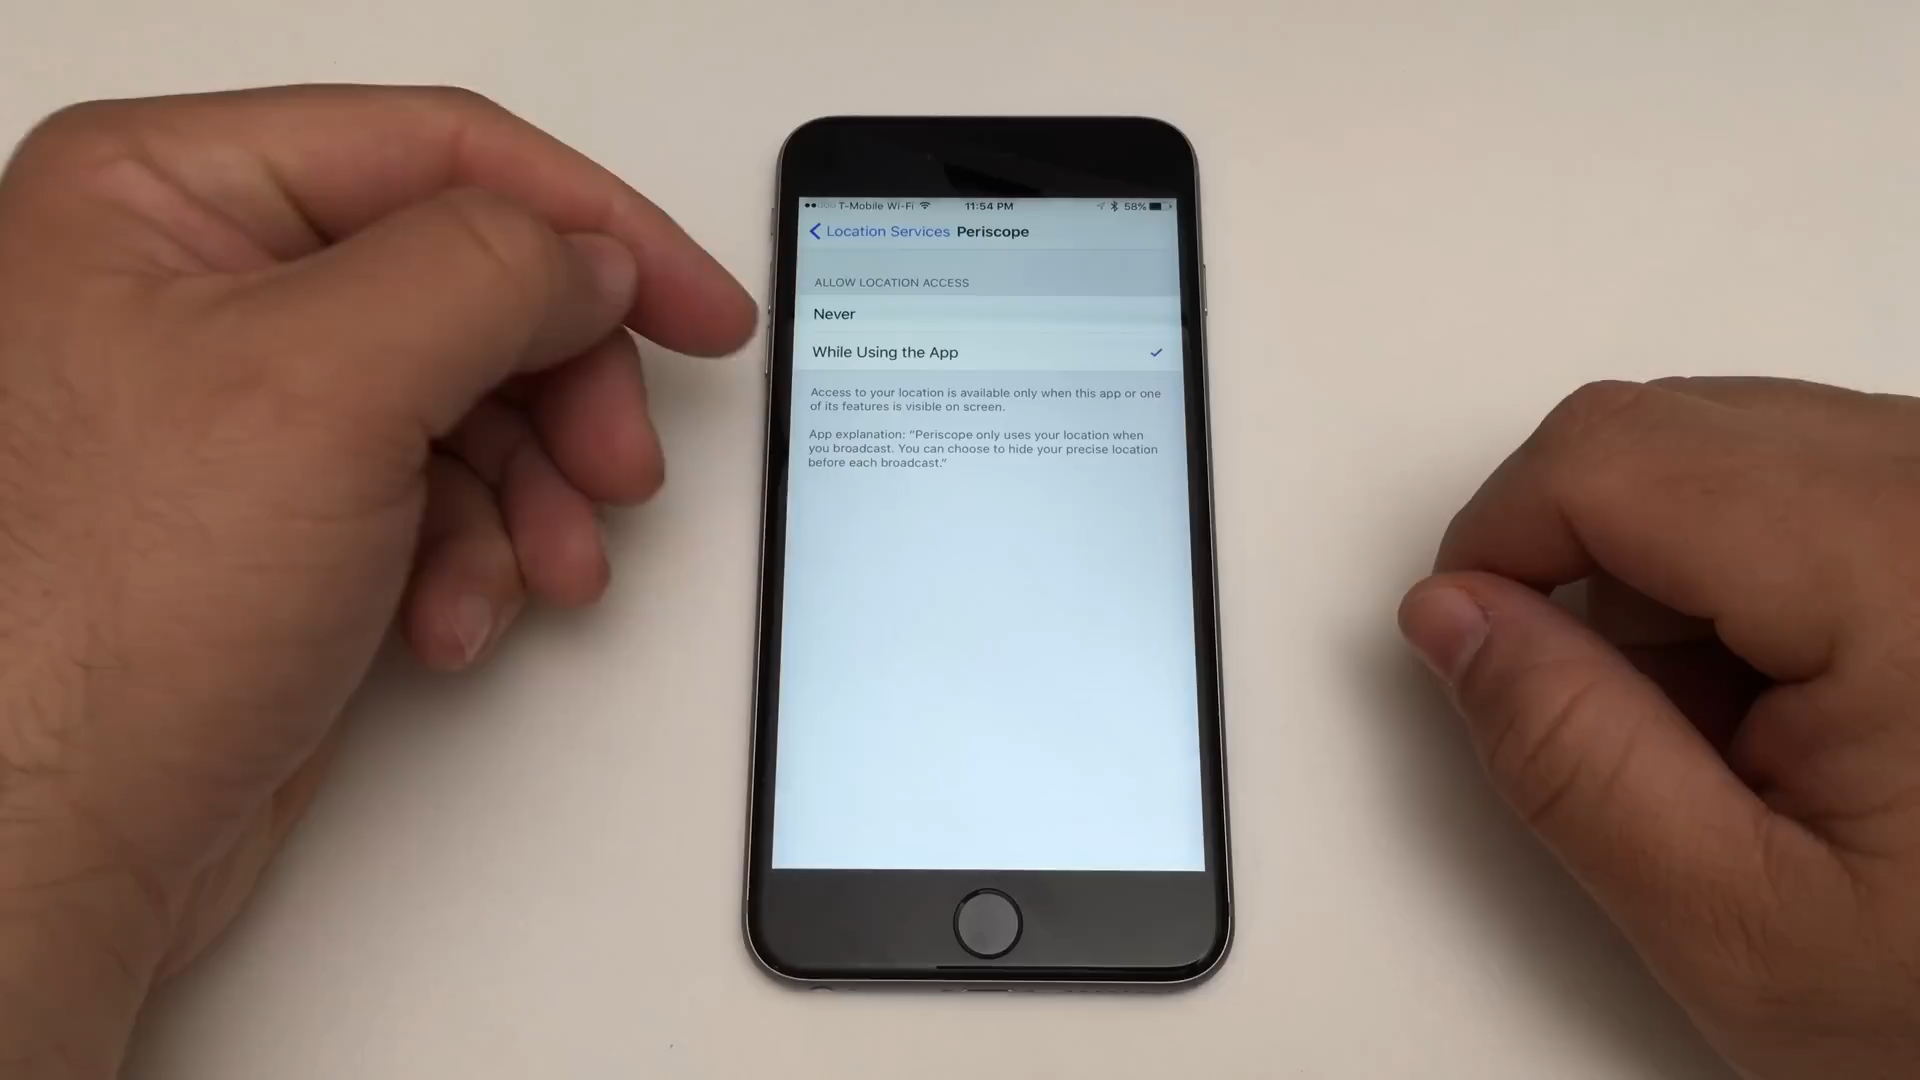 T-Mobile Wi-Fi 11:54 PM 58%
Location Services Periscope
ALLOW LOCATION ACCESS
Never
While Using the App
Access to your location is available only when this app or one
of its features is visible on screen.
App explanation: “Periscope only uses your location when
you broadcast. You can choose to hide your precise location
before each broadcast.”